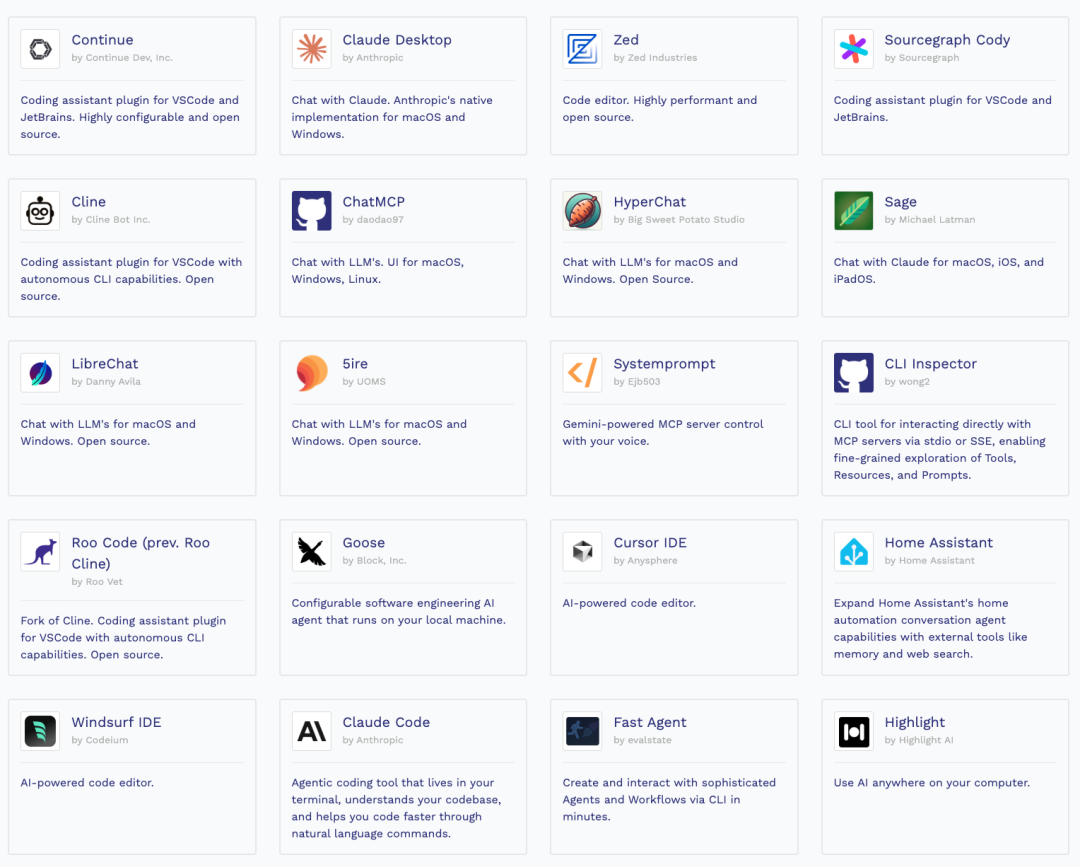 Continue
by Continue Dev, Inc.
Coding assistant plugin for VSCode and
JetBrains. Highly configurable and open
source.
Claude Desktop
by Anthropic
Chat with Claude. Anthropic's native
implementation for macOS and
Windows.
Zed
by Zed Industries
Code editor. Highly performant and
open source.
Sourcegraph Cody
by Sourcegraph
Coding assistant plugin for VSCode and
JetBrains.
Cline
by Cline Bot Inc.
Coding assistant plugin for VSCode with
autonomous CLI capabilities. Open
source.
ChatMCP
by daodao97
Chat with LLM's. UI for macOS,
Windows, Linux.
HyperChat
by Big Sweet Potato Studio
Chat with LLM's for macOS and
Windows. Open Source.
Sage
by Michael Latman
Chat with Claude for macOS, iOS, and
iPadOS.
LibreChat
by Danny Avila
Chat with LLM's for macOS and
Windows. Open source.
5ire
by UOMS
Chat with LLM's for macOS and
Windows. Open source.
Systemprompt
by Ejb503
Gemini-powered MCP server control
with your voice.
CLI Inspector
by wong2
CLI tool for interacting directly with
MCP servers via stdio or SSE, enabling
fine-grained exploration of Tools,
Resources, and Prompts.
Roo Code (prev. Roo
Cline)
by Roo Vet
Fork of Cline. Coding assistant plugin
for VSCode with autonomous CLI
capabilities. Open source.
Goose
by Block, Inc.
Configurable software engineering AI
agent that runs on your local machine.
Cursor IDE
by Anysphere
AI-powered code editor.
Home Assistant
by Home Assistant
Expand Home Assistant's home
automation conversation agent
capabilities with external tools like
memory and web search.
Windsurf IDE
by Codeium
AI-powered code editor.
Claude Code
by Anthropic
Agentic coding tool that lives in your
terminal, understands your codebase,
and helps you code faster through
natural language commands.
Fast Agent
by evalstate
Create and interact with sophisticated
Agents and Workflows via CLI in
minutes.
Highlight
by Highlight AI
Use AI anywhere on your computer.